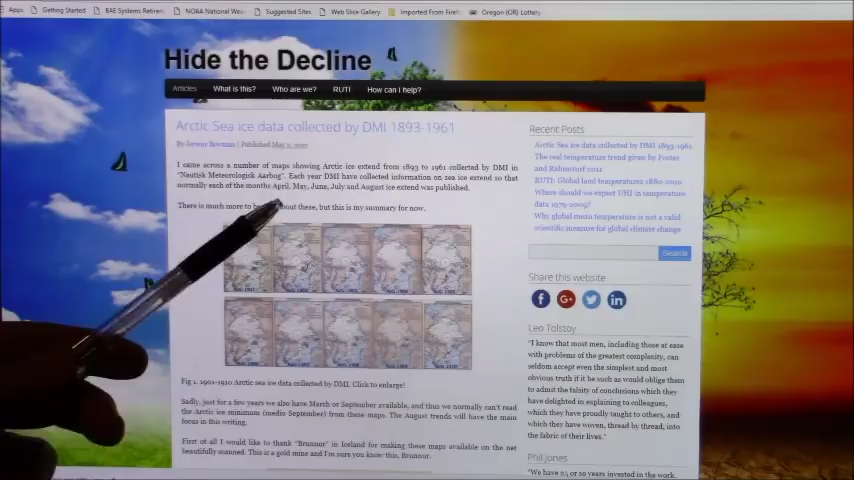 Apps Getting Started BAE Systems Retirem NOAA National Wea Suggested Sites Web Slice Gallery Imported From Firef Oregon (OR) Lottery
Hide the Decline
Articles What is this? Who are we? RUTI How can I help?
Arctic Sea ice data collected by DMI 1893-1961
By Jeremy Bowman | Published May
I came across a number of maps showing Arctic ice extend from 1893 to 1961 collected by DMI in
"Nautisk Meteorologisk Aarbog". Each year DMI have collected information on sea ice extend so that
normally each of the months April, May, June, July and August ice extend was published.
There is much more to be about these, but this is my summary for now.
Fig 1. 1901-1910 Arctic sea ice data collected by DMI. Click to enlarge!
Sadly, just for a few years we also have March or September available, and thus we normally can't read
the Arctic ice minimum (medio September) from these maps. The August trends will have the main
focus in this writing.
First of all I would like to thank "Brunnur" in Iceland for making these maps available on the net
beautifully scanned. This is a gold mine and I'm sure you know this, Brunnur.
Recent Posts
Arctic Sea ice data collected by DMI 1893-1961
The real temperature trend given by Foster
and Rahmstorf 2011
RUTI: Global land temperatures 1880-2010
Where should we expect UHI in temperature
data 1979-2009?
Why global mean temperature is not a valid
scientific measure for global climate change
Search
Share this website
Leo Tolstoy
"I know that most men, including those at ease
with problems of the greatest complexity, can
seldom accept even the simplest and most
obvious truth if it be such as would oblige them
to admit the falsity of conclusions which they
have delighted in explaining to colleagues,
which they have proudly taught to others, and
which they have woven, thread by thread, into
the fabric of their lives."
Phil Jones
"We have 25 or so years invested in the work.